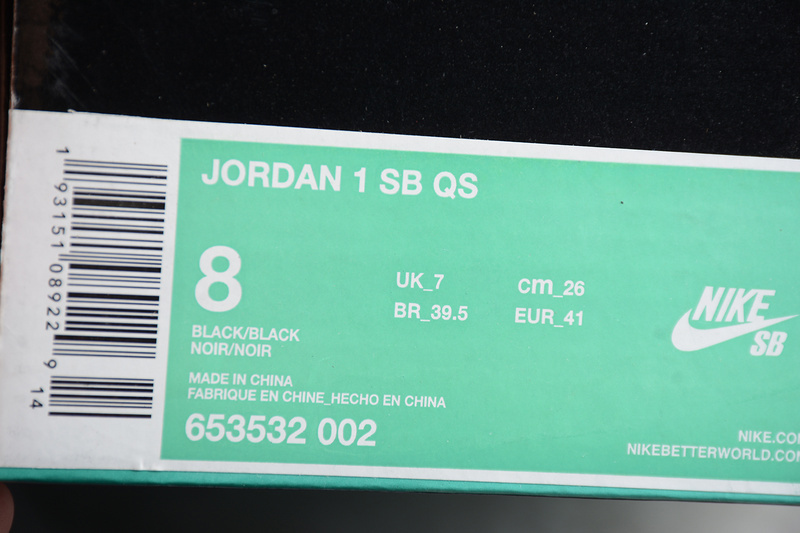 JORDAN 1 SB QS
8
UK_7
cm_26
BR_39.5
EUR_41
BLACK/BLACK
NOIR/NOIR
MADE IN CHINA
FABRIQUE EN CHINE_HECHO EN CHINA
653532 002
NIKE
SB
NIKE.CO
NIKEBETTERWORLD.COM
1 93151 08922 9 14